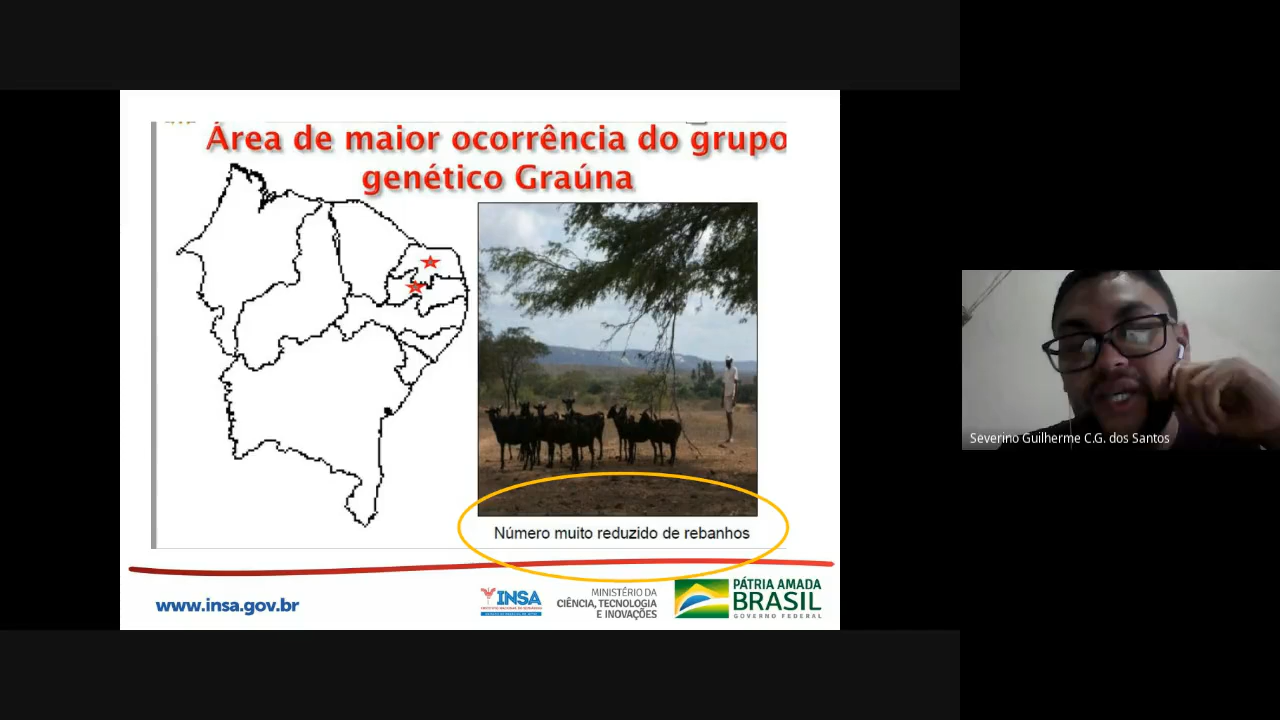 Área de maior ocorrência do grupo
genético Graúna
Número muito reduzido de rebanhos
www.insa.gov.br
INSA
MINISTÉRIO DA
CIÊNCIA, TECNOLOGIA
E INOVAÇÕES
PÁTRIA AMADA
BRASIL
GOVERNO FEDERAL
Severino Guilherme C.G. dos Santos